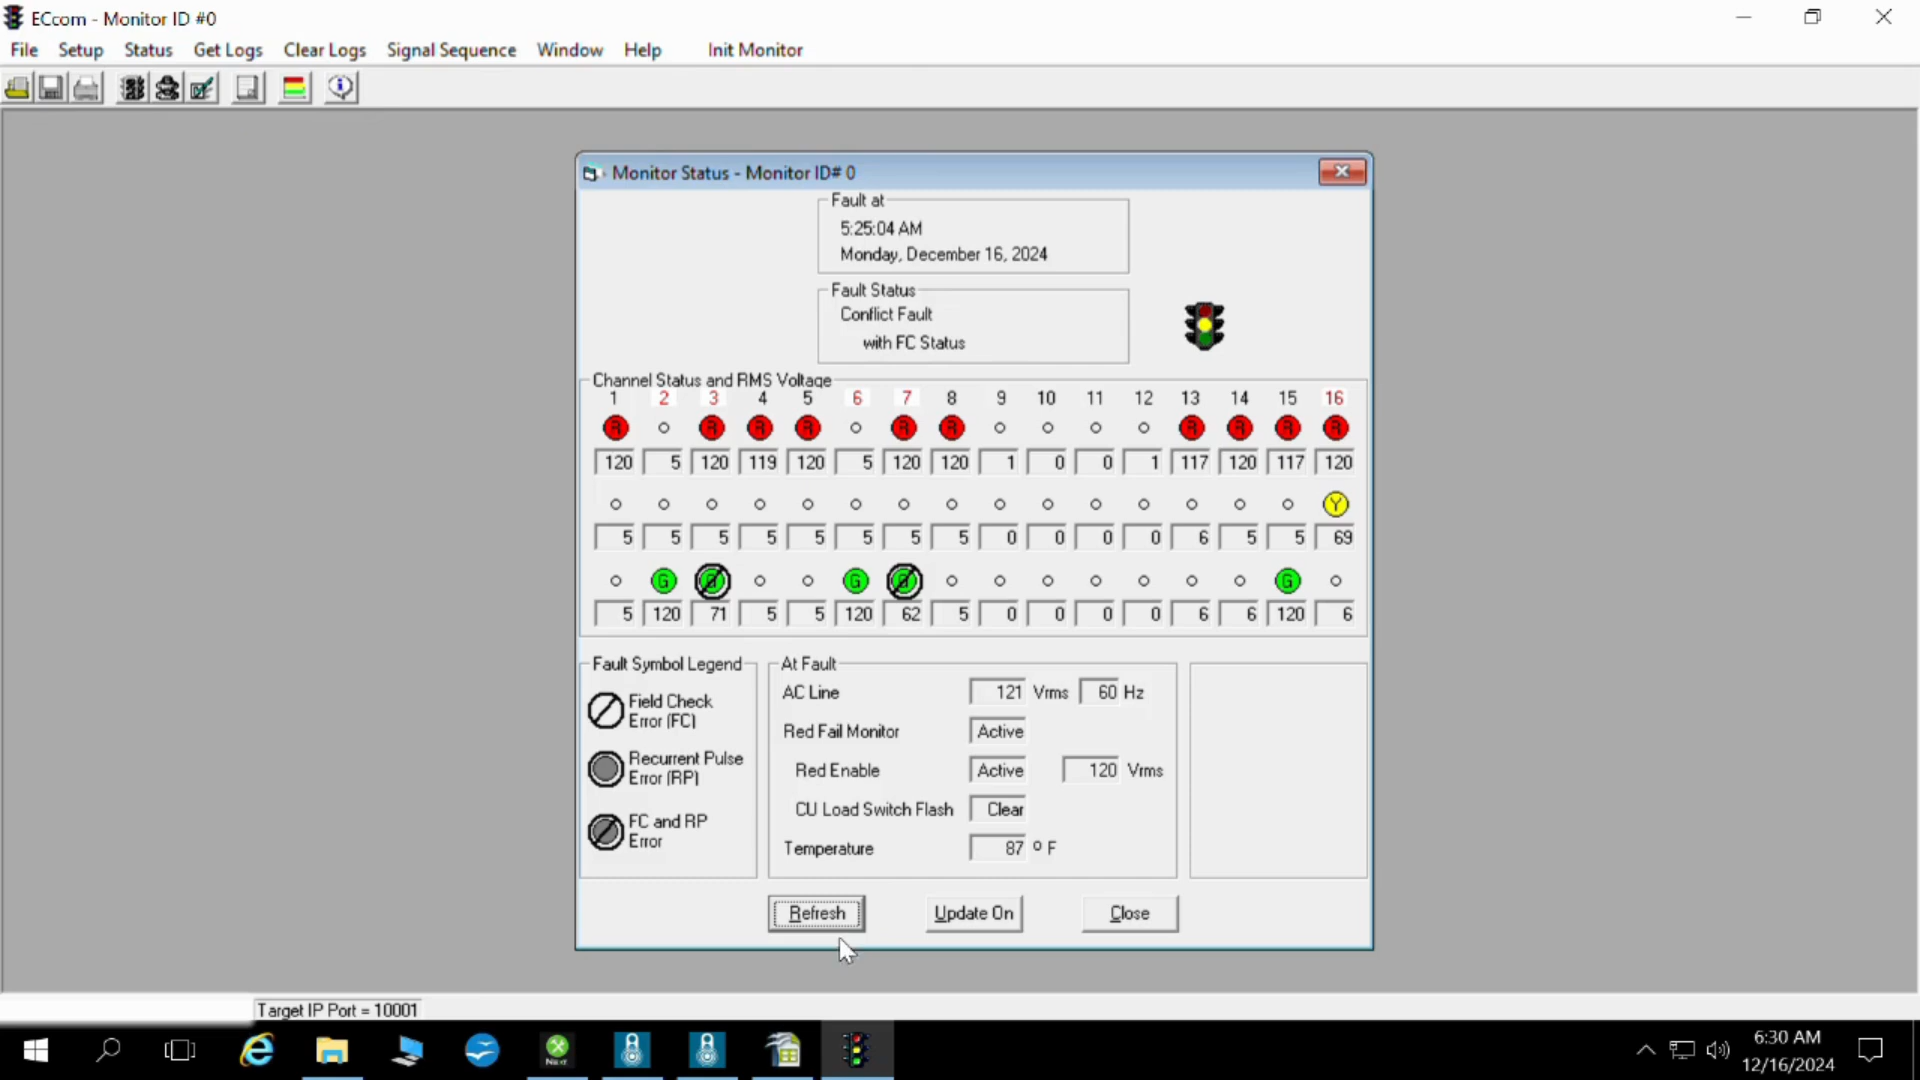 ECcom - Monitor ID #0
File Setup Status Get Logs Clear Logs Signal Sequence Window Help Init Monitor
Monitor Status - Monitor ID# 0
Fault at
5:25:04 AM
Monday, December 16, 2024
Fault Status
Conflict Fault
with FC Status
Channel Status and RMS Voltage
1 2 3 4 5 6 7 8 9 10 11 12 13 14 15 16
R R R R R R R R R R
120 5 120 119 120 5 120 120 1 0 0 1 117 120 117 120
Y
5 5 5 5 5 5 5 5 0 0 0 0 6 5 5 69
G G G G G
5 120 71 5 5 120 62 5 0 0 0 0 6 6 120 6
Fault Symbol Legend
Field Check
Error (FC)
Recurrent Pulse
Error (RP)
FC and RP
Error
At Fault
AC Line 121 Vrms 60 Hz
Red Fail Monitor Active
Red Enable Active 120 Vrms
CU Load Switch Flash Clear
Temperature 87 º F
Refresh Update On Close
Target IP Port = 10001
Next
6:30 AM
12/16/2024